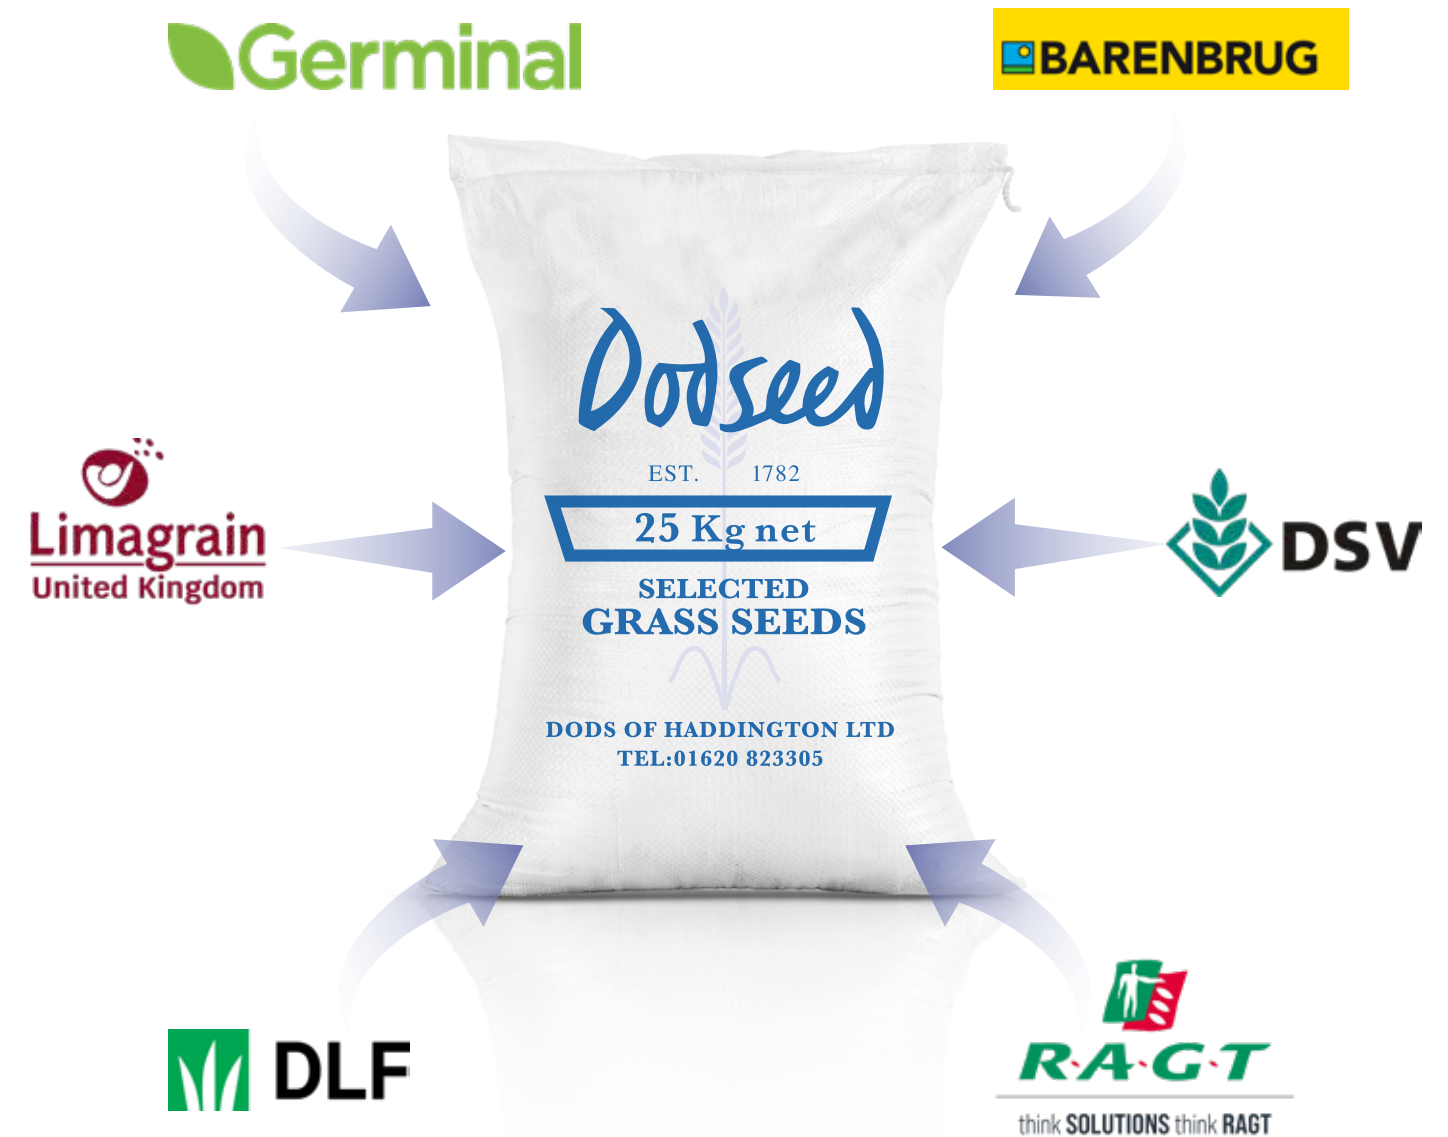 Germinal
BARENBRUG
Dodseed
EST. 1782
25 Kg net
SELECTED
GRASS SEEDS
DODS OF HADDINGTON LTD
TEL:01620 823305
Limagrain
United Kingdom
DSV
DLF
R·A·G·T
think SOLUTIONS think RAGT